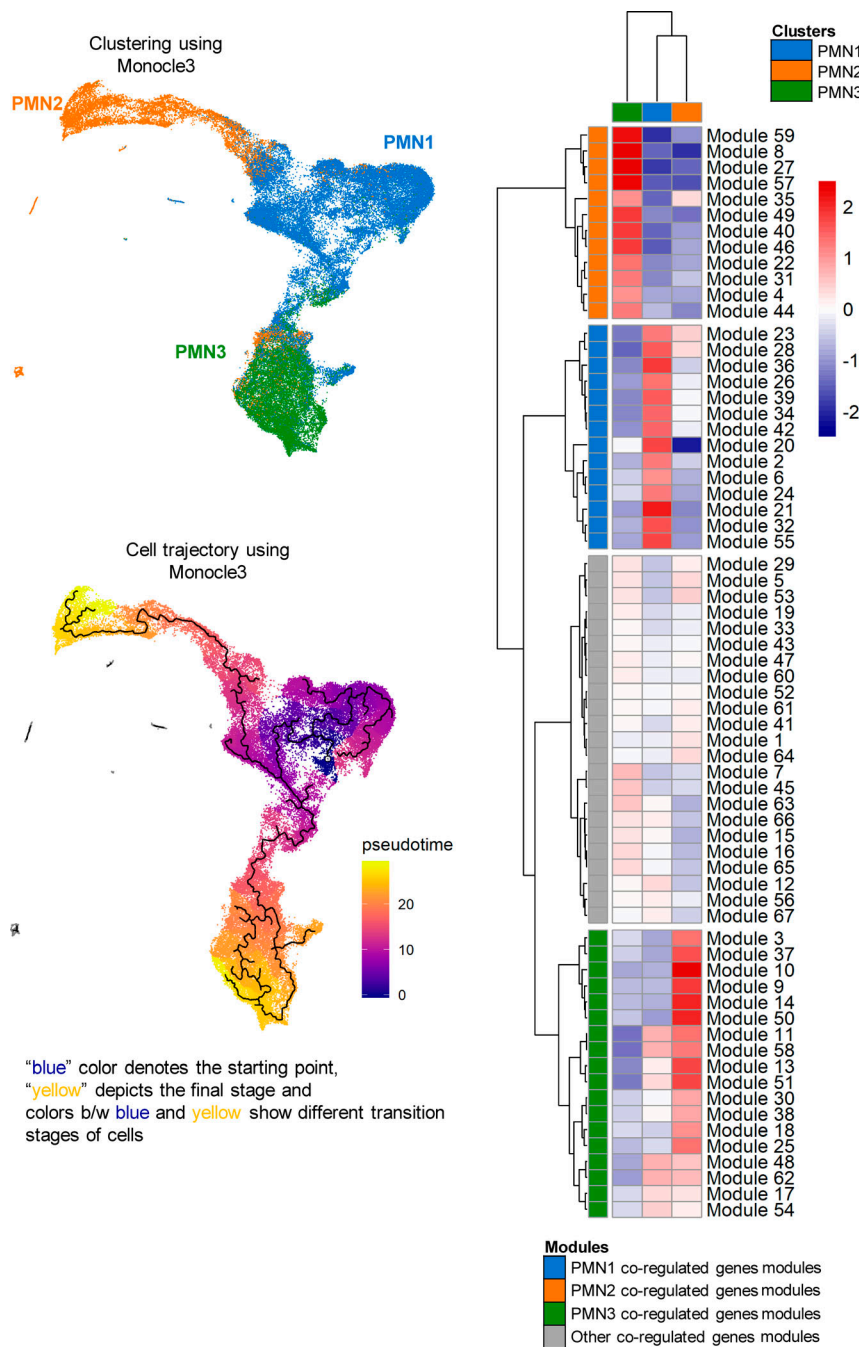 Clustering using
Monocle3
PMN2
PMN1
PMN3
Cell trajectory using
Monocle3
pseudotime
20
10
0
“blue” color denotes the starting point,
“yellow” depicts the final stage and
colors b/w blue and yellow show different transition
stages of cells
Clusters
PMN1
PMN2
PMN3
Module 59
Module 8
Module 27
Module 57
Module 35
Module 49
Module 40
Module 46
Module 22
Module 31
Module 4
Module 44
Module 23
Module 28
Module 36
Module 26
Module 39
Module 34
Module 42
Module 20
Module 2
Module 6
Module 24
Module 21
Module 32
Module 55
Module 29
Module 5
Module 53
Module 19
Module 33
Module 43
Module 47
Module 60
Module 52
Module 61
Module 41
Module 1
Module 64
Module 7
Module 45
Module 63
Module 66
Module 15
Module 16
Module 65
Module 12
Module 56
Module 67
Module 3
Module 37
Module 10
Module 9
Module 14
Module 50
Module 11
Module 58
Module 13
Module 51
Module 30
Module 38
Module 18
Module 25
Module 48
Module 62
Module 17
Module 54
2
1
0
-1
-2
Modules
PMN1 co-regulated genes modules
PMN2 co-regulated genes modules
PMN3 co-regulated genes modules
Other co-regulated genes modules